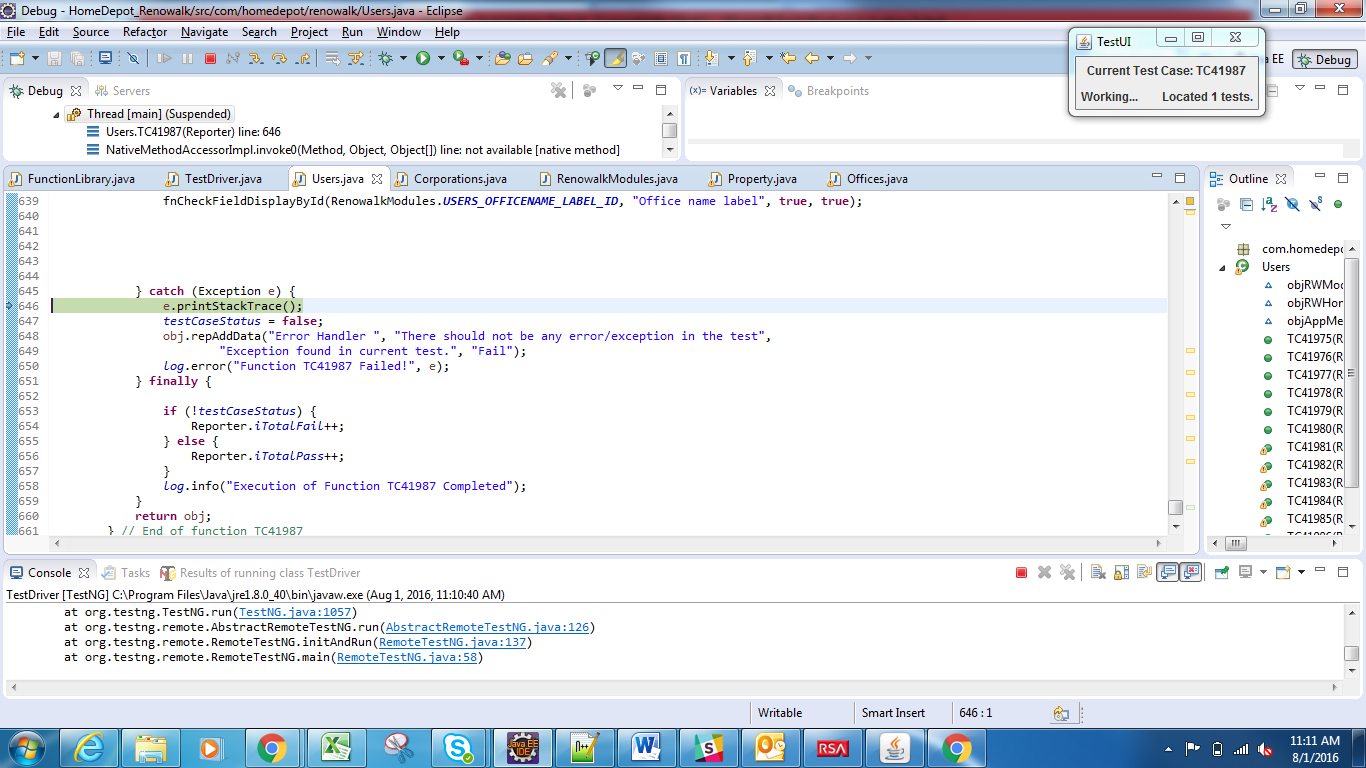 Debug - HomeDepot_Renowalk/src/com/homedepot/renowalk/Users.java - Eclipse
File Edit Source Refactor Navigate Search Project Run Window Help
TestUI
Current Test Case: TC41987
Working... Located 1 tests.
EE Debug
Debug Servers
Thread [main] (Suspended)
Users.TC41987(Reporter) line: 646
NativeMethodAccessorImpl.invoke0(Method, Object, Object[]) line: not available [native method]
(x)= Variables Breakpoints
FunctionLibrary.java TestDriver.java Users.java Corporations.java RenowalkModules.java Property.java Offices.java
639 fnCheckFieldDisplayById(RenowalkModules.USERS_OFFICENAME_LABEL_ID, "Office name label", true, true);
640
641
642
643
644
645 } catch (Exception e) {
646 e.printStackTrace();
647 testCaseStatus = false;
648 obj.repAddData("Error Handler ", "There should not be any error/exception in the test",
649 "Exception found in current test.", "Fail");
650 log.error("Function TC41987 Failed!", e);
651 } finally {
652
653 if (!testCaseStatus) {
654 Reporter.iTotalFail++;
655 } else {
656 Reporter.iTotalPass++;
657 }
658 log.info("Execution of Function TC41987 Completed");
659 }
660 return obj;
661 } // End of function TC41987
Outline
com.homedepo
Users
objRWMod
objRWHor
objAppMe
TC41975(R
TC41976(R
TC41977(R
TC41978(R
TC41979(R
TC41980(R
TC41981(R
TC41982(R
TC41983(R
TC41984(R
TC41985(R
TC41986(R
Console Tasks Results of running class TestDriver
TestDriver [TestNG] C:\Program Files\Java\jre1.8.0_40\bin\javaw.exe (Aug 1, 2016, 11:10:40 AM)
at org.testng.TestNG.run(TestNG.java:1057)
at org.testng.remote.AbstractRemoteTestNG.run(AbstractRemoteTestNG.java:126)
at org.testng.remote.RemoteTestNG.initAndRun(RemoteTestNG.java:137)
at org.testng.remote.RemoteTestNG.main(RemoteTestNG.java:58)
Writable Smart Insert 646 : 1
Java EE
IDE
RSA
11:11 AM
8/1/2016